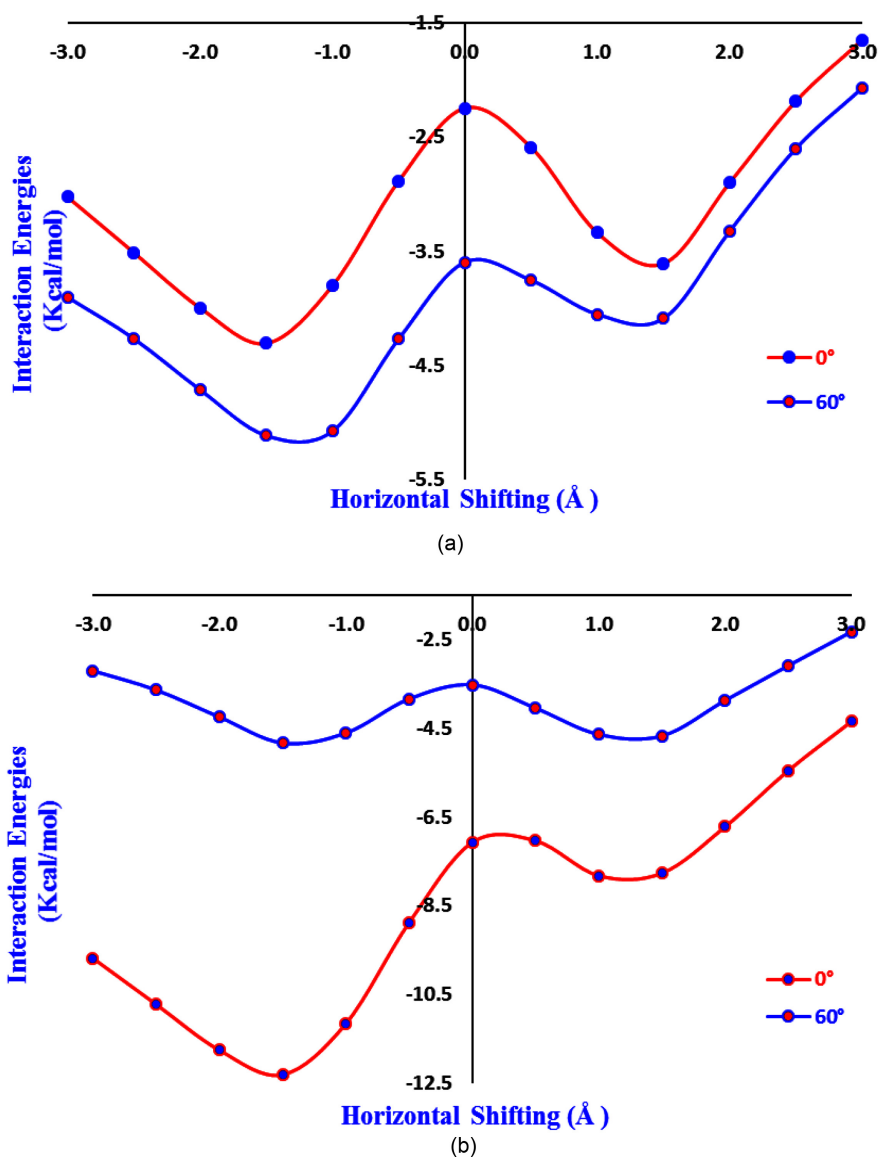 -1.5
-3.0 -2.0 -1.0 0.0 1.0 2.0 3.0
-2.5
-3.5
-4.5
-5.5
Interaction Energies
(Kcal/mol)
0°
60°
Horizontal Shifting (Å )
(a)
-3.0 -2.0 -1.0 0.0 1.0 2.0 3.0
-2.5
-4.5
-6.5
-8.5
-10.5
-12.5
Interaction Energies
(Kcal/mol)
0°
60°
Horizontal Shifting (Å )
(b)